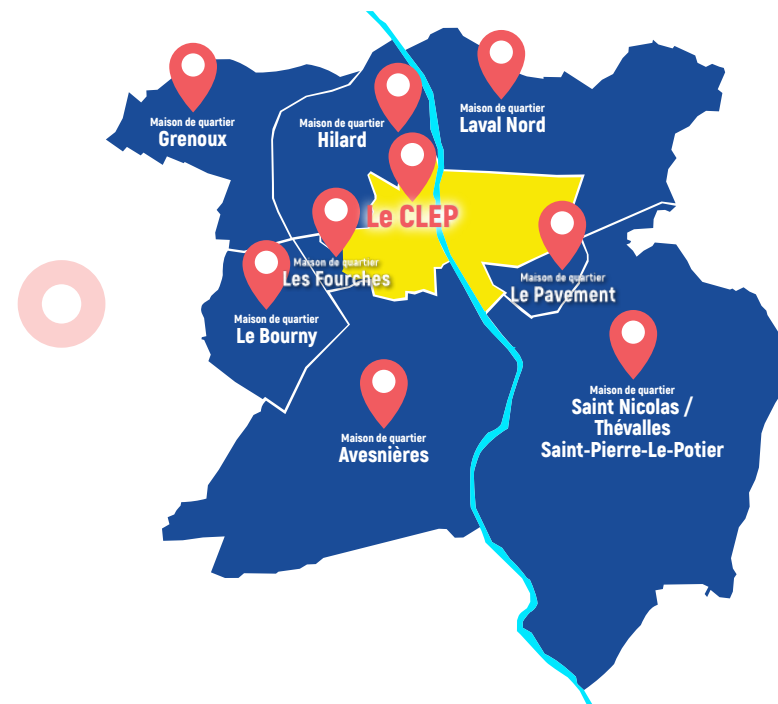 Maison de quartier
Laval Nord
Maison de quartier
Grenoux
Maison de quartier
Hilard
Le CLEP
Maison de quartier
Les Fourches
Maison de quartier
Le Pavement
Maison de quartier
Le Bourny
Maison de quartier
Saint Nicolas /
Thévalles
Saint-Pierre-Le-Potier
Maison de quartier
Avesnières